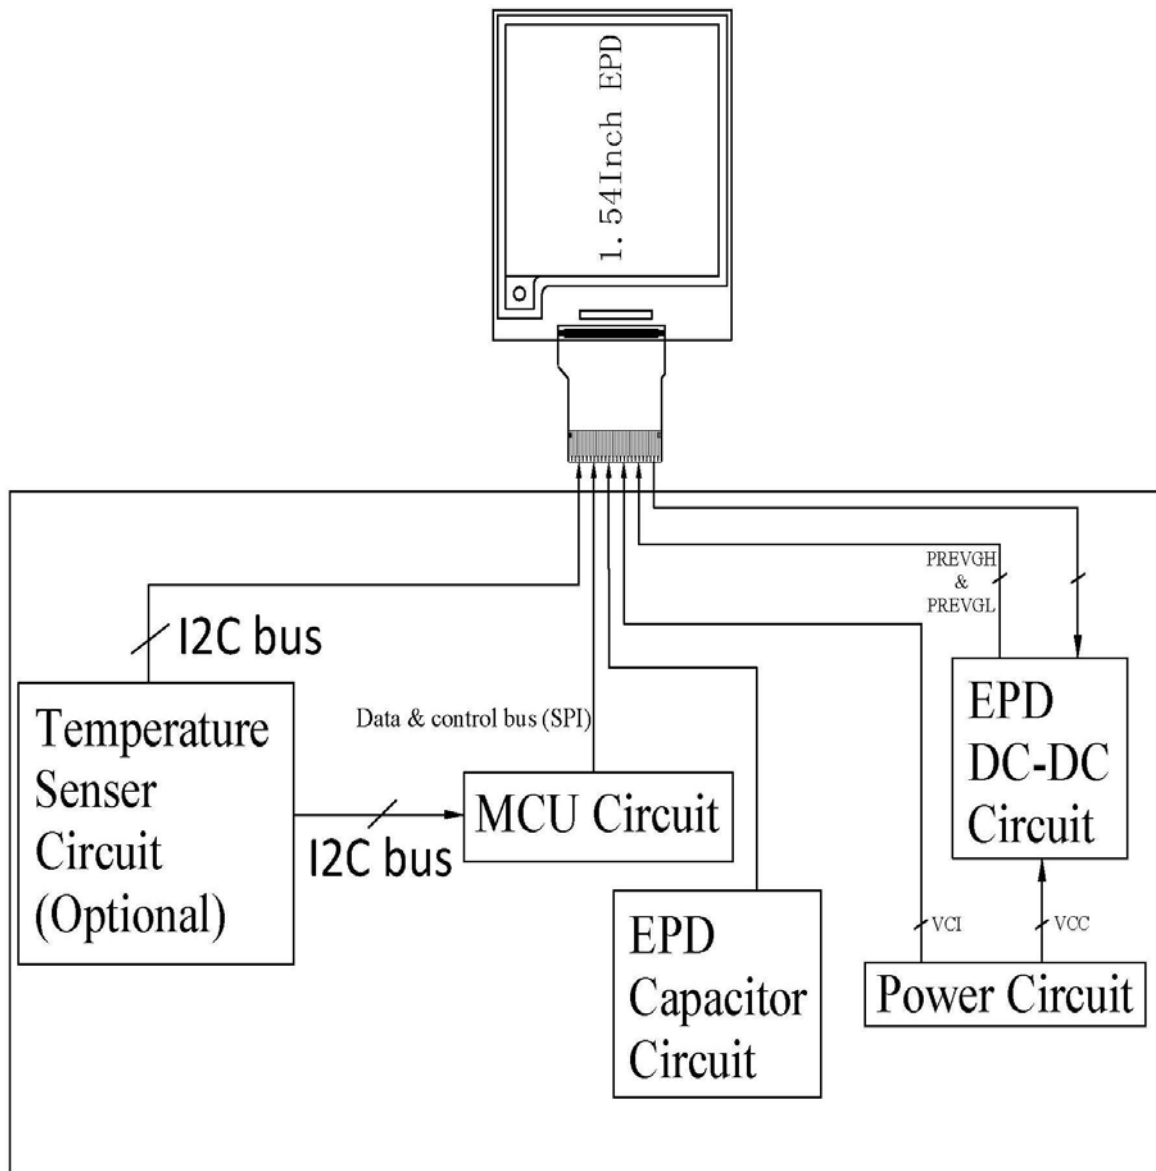 1.54Inch EPD
PREVGH
&
PREVGL
I2C bus
Temperature
Senser
Circuit
(Optional)
Data & control bus (SPI)
MCU Circuit
I2C bus
EPD
DC-DC
Circuit
EPD
Capacitor
Circuit
VCI
VCC
Power Circuit